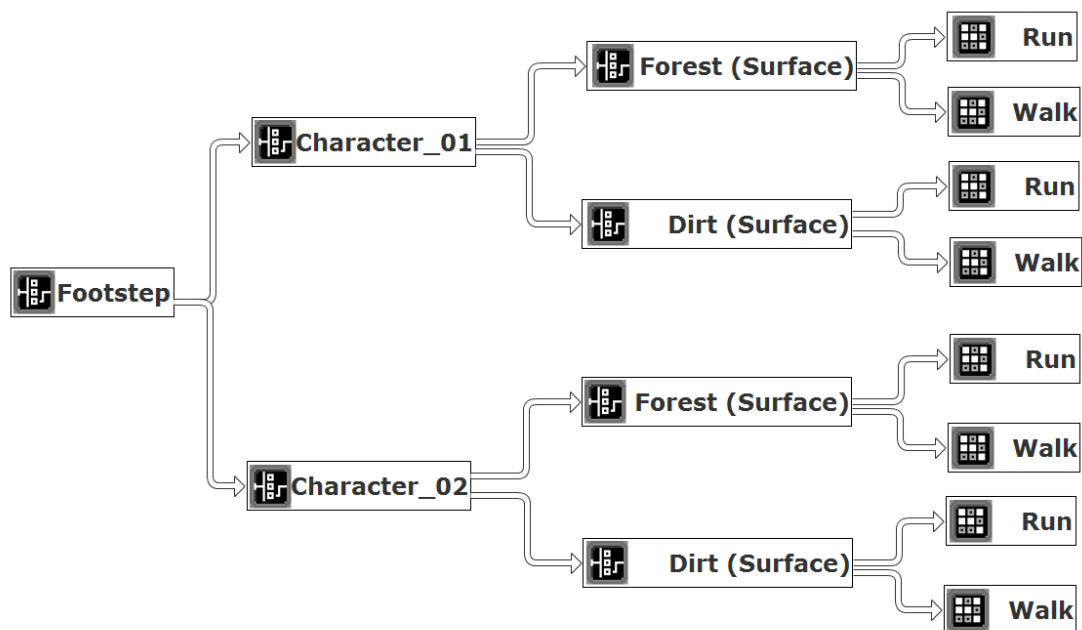 Run
Forest (Surface)
Walk
Character_01
Run
Dirt (Surface)
Walk
Footstep
Run
Forest (Surface)
Walk
Character_02
Run
Dirt (Surface)
Walk